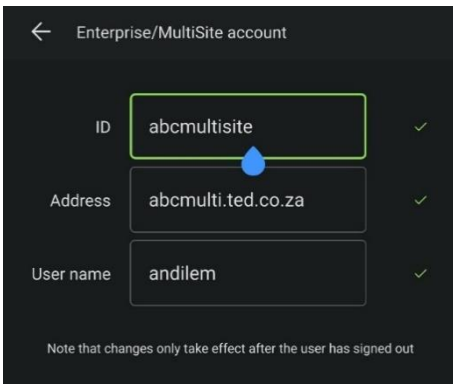 Enterprise/MultiSite account
ID abcmultisite
Address abcmulti.ted.co.za
User name andilem
Note that changes only take effect after the user has signed out